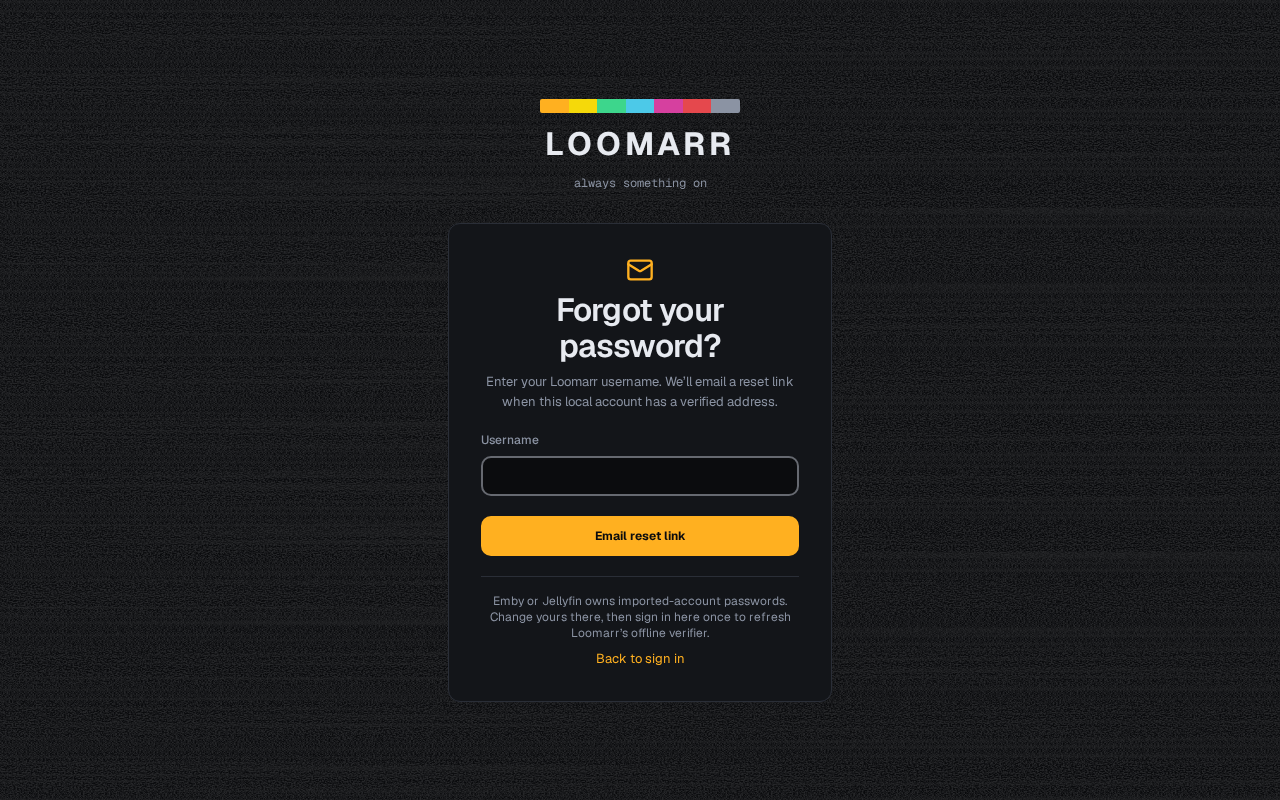 LOOMARR
always something on
Forgot your
password?
Enter your Loomarr username. We'll email a reset link
when this local account has a verified address.
Username
Email reset link
Emby or Jellyfin owns imported-account passwords.
Change yours there, then sign in here once to refresh
Loomarr's offline verifier.
Back to sign in